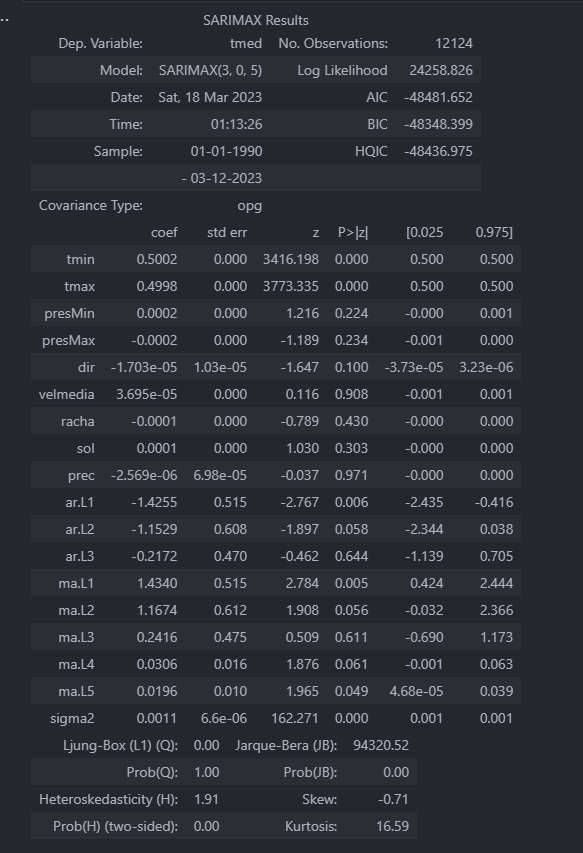 SARIMAX Results
Dep. Variable: tmed No. Observations: 12124
Model: SARIMAX(3, 0, 5) Log Likelihood 24258.826
Date: Sat, 18 Mar 2023 AIC -48481.652
Time: 01:13:26 BIC -48348.399
Sample: 01-01-1990 HQIC -48436.975
- 03-12-2023
Covariance Type: opg
coef std err z P>|z| [0.025 0.975]
tmin 0.5002 0.000 3416.198 0.000 0.500 0.500
tmax 0.4998 0.000 3773.335 0.000 0.500 0.500
presMin 0.0002 0.000 1.216 0.224 -0.000 0.001
presMax -0.0002 0.000 -1.189 0.234 -0.001 0.000
dir -1.703e-05 1.03e-05 -1.647 0.100 -3.73e-05 3.23e-06
velmedia 3.695e-05 0.000 0.116 0.908 -0.001 0.001
racha -0.0001 0.000 -0.789 0.430 -0.000 0.000
sol 0.0001 0.000 1.030 0.303 -0.000 0.000
prec -2.569e-06 6.98e-05 -0.037 0.971 -0.000 0.000
ar.L1 -1.4255 0.515 -2.767 0.006 -2.435 -0.416
ar.L2 -1.1529 0.608 -1.897 0.058 -2.344 0.038
ar.L3 -0.2172 0.470 -0.462 0.644 -1.139 0.705
ma.L1 1.4340 0.515 2.784 0.005 0.424 2.444
ma.L2 1.1674 0.612 1.908 0.056 -0.032 2.366
ma.L3 0.2416 0.475 0.509 0.611 -0.690 1.173
ma.L4 0.0306 0.016 1.876 0.061 -0.001 0.063
ma.L5 0.0196 0.010 1.965 0.049 4.68e-05 0.039
sigma2 0.0011 6.6e-06 162.271 0.000 0.001 0.001
Ljung-Box (L1) (Q): 0.00 Jarque-Bera (JB): 94320.52
Prob(Q): 1.00 Prob(JB): 0.00
Heteroskedasticity (H): 1.91 Skew: -0.71
Prob(H) (two-sided): 0.00 Kurtosis: 16.59